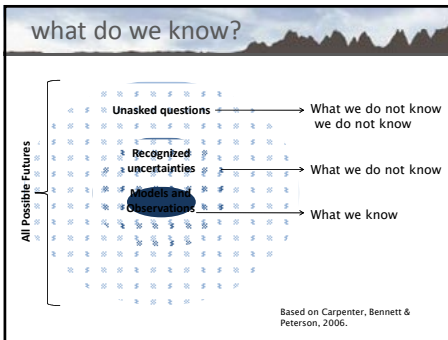 what do we know?
All Possible Futures
Unasked questions
What we do not know
we do not know
Recognized
uncertainties
What we do not know
Models and
Observations
What we know
Based on Carpenter, Bennett &
Peterson, 2006.